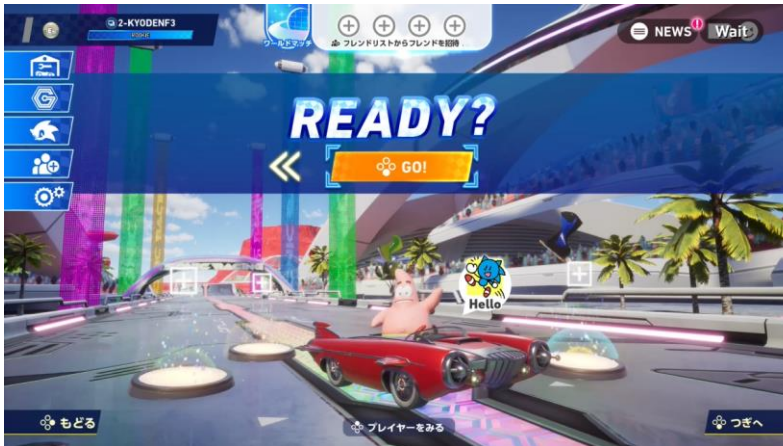 2-KYODENF3
ROOKIE
ワールドマッチ
フレンドリストからフレンドを招待
NEWS
Wait
READY?
GO!
Hello
もどる
プレイヤーをみる
つぎへ